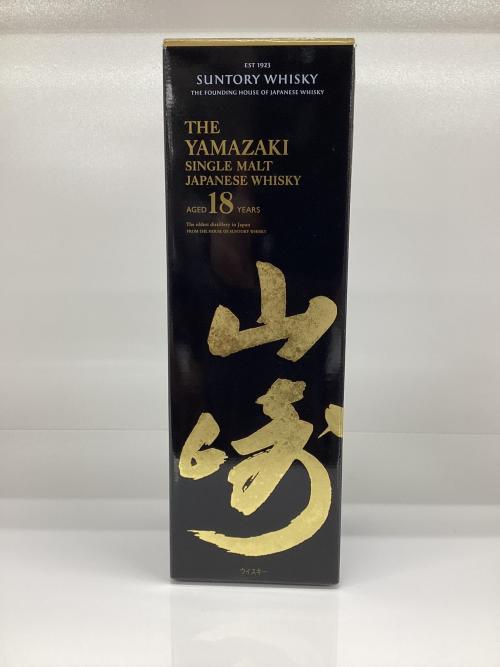 EST 1923
SUNTORY WHISKY
THE FOUNDING HOUSE OF JAPANESE WHISKY
THE
YAMAZAKI
SINGLE MALT
JAPANESE WHISKY
AGED 18 YEARS
The oldest distillery in Japan
FROM THE HOUSE OF SUNTORY WHISKY
山崎
ウイスキー